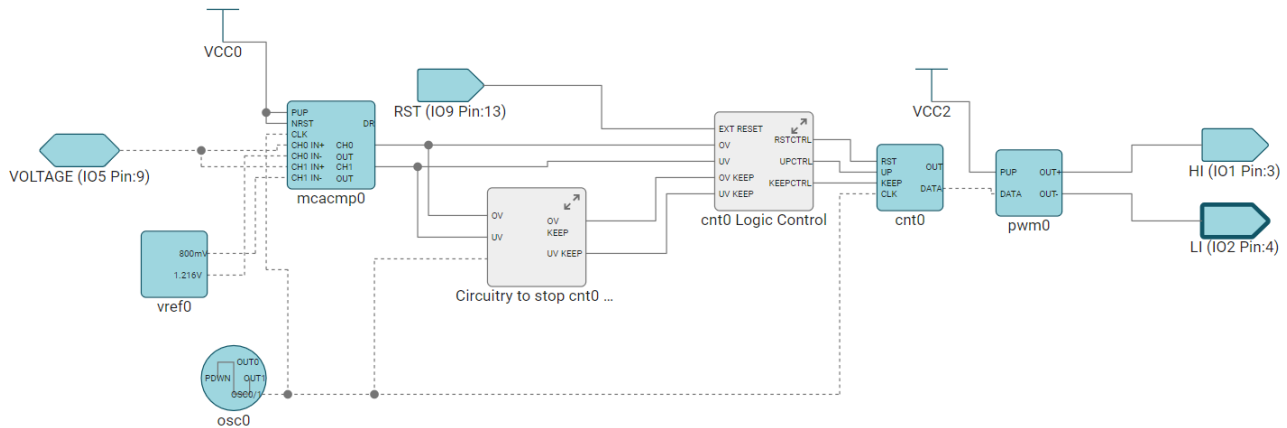 VCC0
PUP
NRST
DR
CLK
CH0 IN+
CH0
CH0 IN-
OUT
CH1 IN+
CH1
CH1 IN-
OUT
mcacmp0
VOLTAGE (IO5 Pin:9)
800mV
1.216V
vref0
OUT0
PDWN
OUT1
OSC0/1
osc0
RST (IO9 Pin:13)
OV
UV
OV
KEEP
UV KEEP
Circuitry to stop cnt0 ...
EXT RESET
OV
UV
OV KEEP
UV KEEP
RSTCTRL
UPCTRL
KEEPCTRL
cnt0 Logic Control
RST
UP
KEEP
CLK
OUT
DATA
cnt0
VCC2
PUP
DATA
OUT+
OUT-
pwm0
HI (IO1 Pin:3)
LI (IO2 Pin:4)